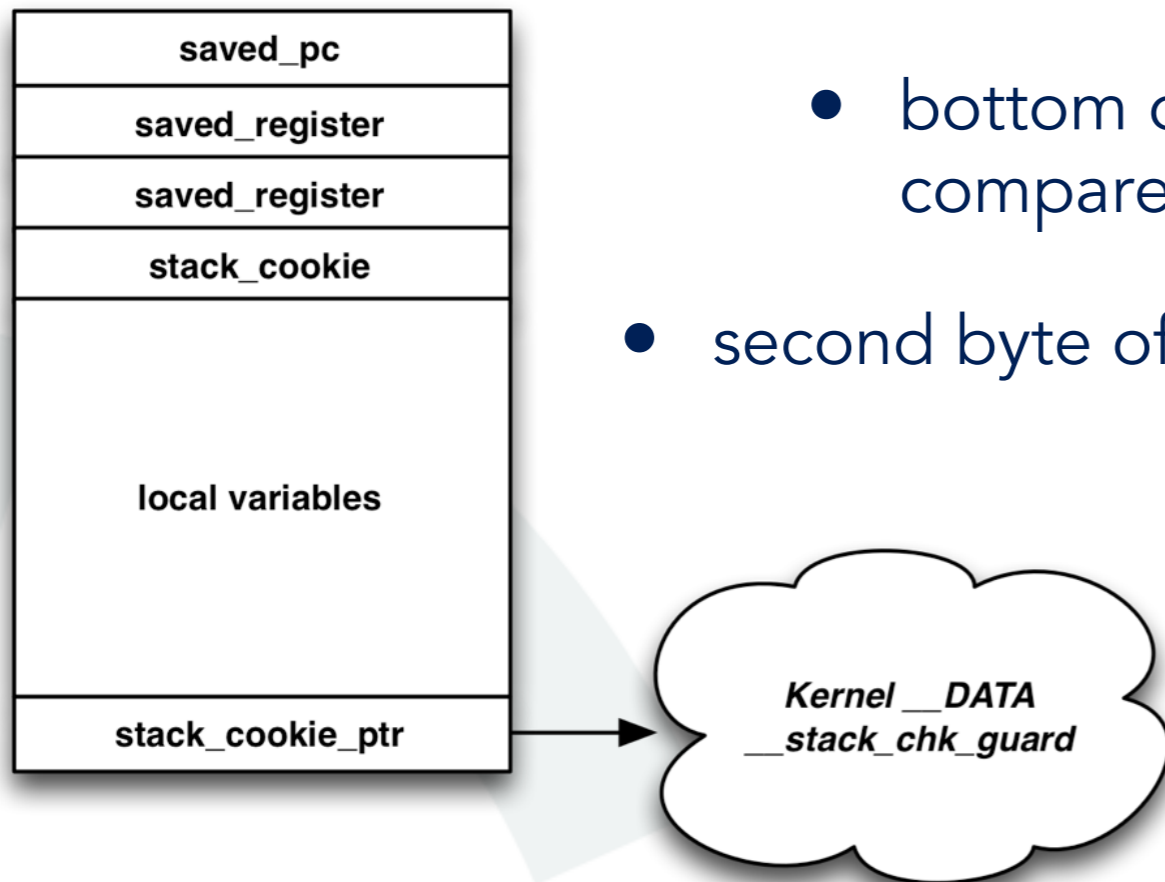 saved_pc
saved_register
saved_register
stack_cookie
local variables
stack_cookie_ptr
• bottom
compare
• second byte of
Kernel __DATA
__stack_chk_guard